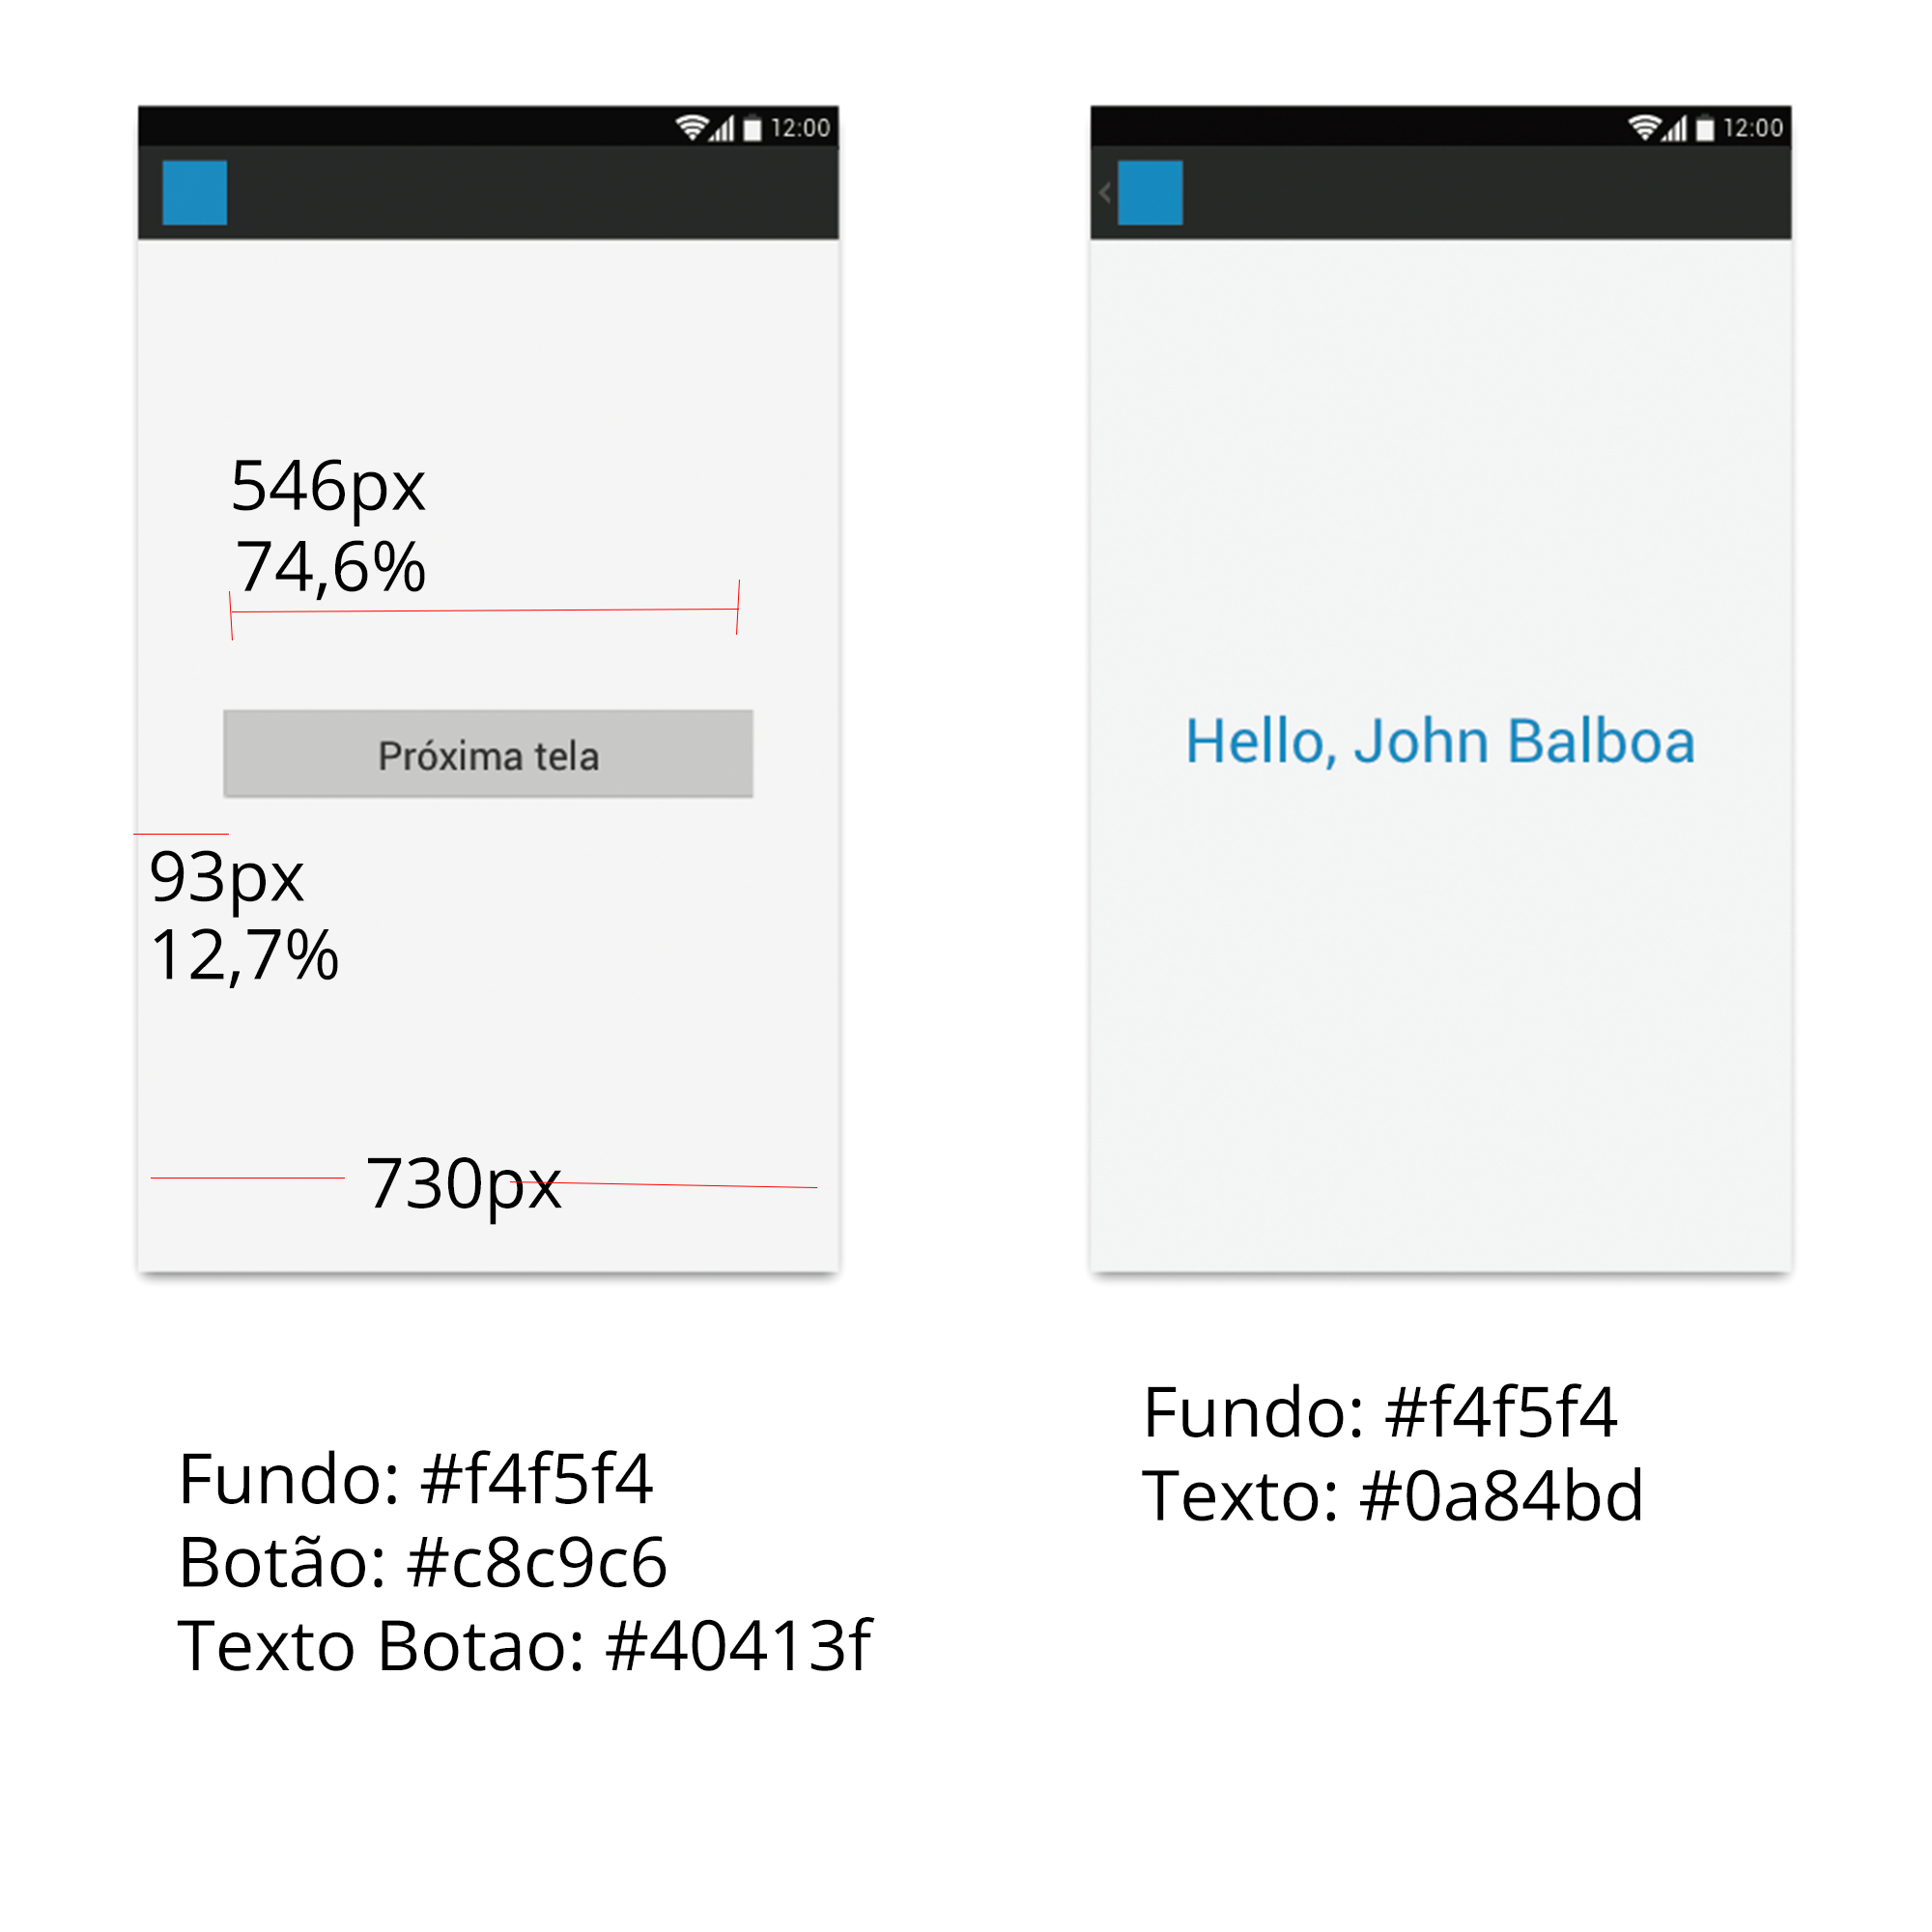 12:00
546px
74,6%
Próxima tela
93px
12,7%
730px
Fundo: #f4f5f4
Botão: #c8c9c6
Texto Botao: #40413f
12:00
Hello, John Balboa
Fundo: #f4f5f4
Texto: #0a84bd